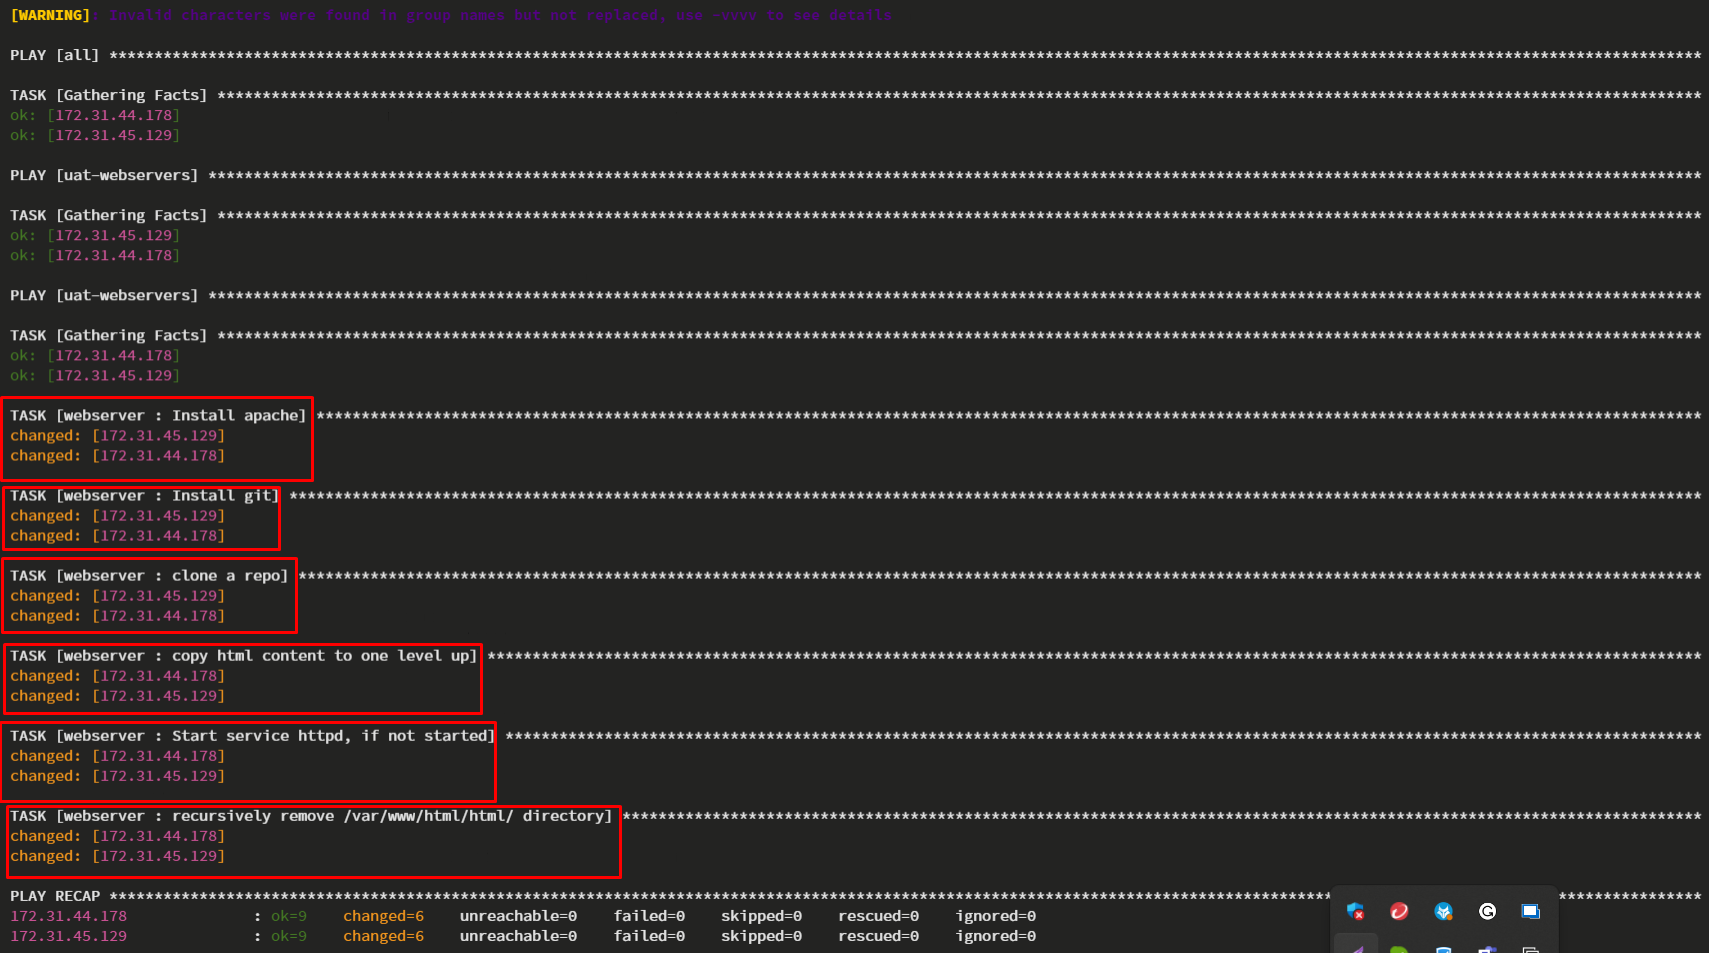 [WARNING]: Invalid characters were found in group names but not replaced, use -vvvv to see details
PLAY [all] ****************************************************************************************************************************************************************************
TASK [Gathering Facts] ****************************************************************************************************************************************************************
ok: [172.31.44.178]
ok: [172.31.45.129]
PLAY [uat-webservers] *****************************************************************************************************************************************************************
TASK [Gathering Facts] ****************************************************************************************************************************************************************
ok: [172.31.45.129]
ok: [172.31.44.178]
PLAY [uat-webservers] *****************************************************************************************************************************************************************
TASK [Gathering Facts] ****************************************************************************************************************************************************************
ok: [172.31.44.178]
ok: [172.31.45.129]
TASK [webserver : Install apache] *****************************************************************************************************************************************************
changed: [172.31.45.129]
changed: [172.31.44.178]
TASK [webserver : Install git] ********************************************************************************************************************************************************
changed: [172.31.45.129]
changed: [172.31.44.178]
TASK [webserver : clone a repo] *******************************************************************************************************************************************************
changed: [172.31.45.129]
changed: [172.31.44.178]
TASK [webserver : copy html content to one level up] **********************************************************************************************************************************
changed: [172.31.44.178]
changed: [172.31.45.129]
TASK [webserver : Start service httpd, if not started] ********************************************************************************************************************************
changed: [172.31.44.178]
changed: [172.31.45.129]
TASK [webserver : recursively remove /var/www/html/html/ directory] *******************************************************************************************************************
changed: [172.31.44.178]
changed: [172.31.45.129]
PLAY RECAP ****************************************************************************************************************************************************************************
172.31.44.178 : ok=9 changed=6 unreachable=0 failed=0 skipped=0 rescued=0 ignored=0
172.31.45.129 : ok=9 changed=6 unreachable=0 failed=0 skipped=0 rescued=0 ignored=0